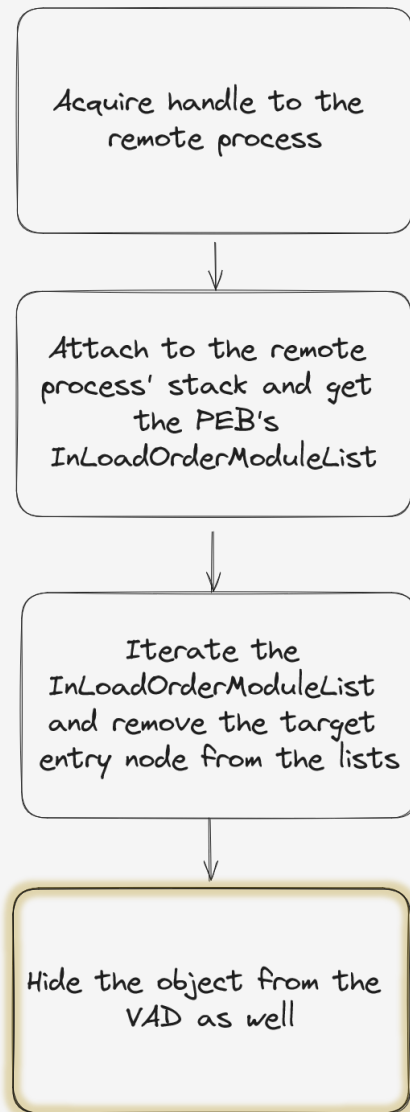 Acquire handle to the
remote process
Attach to the remote
process' stack and get
the PEB's
InLoadOrderModuleList
Iterate the
InLoadOrderModuleList
and remove the target
entry node from the lists
Hide the object from the
VAD as well